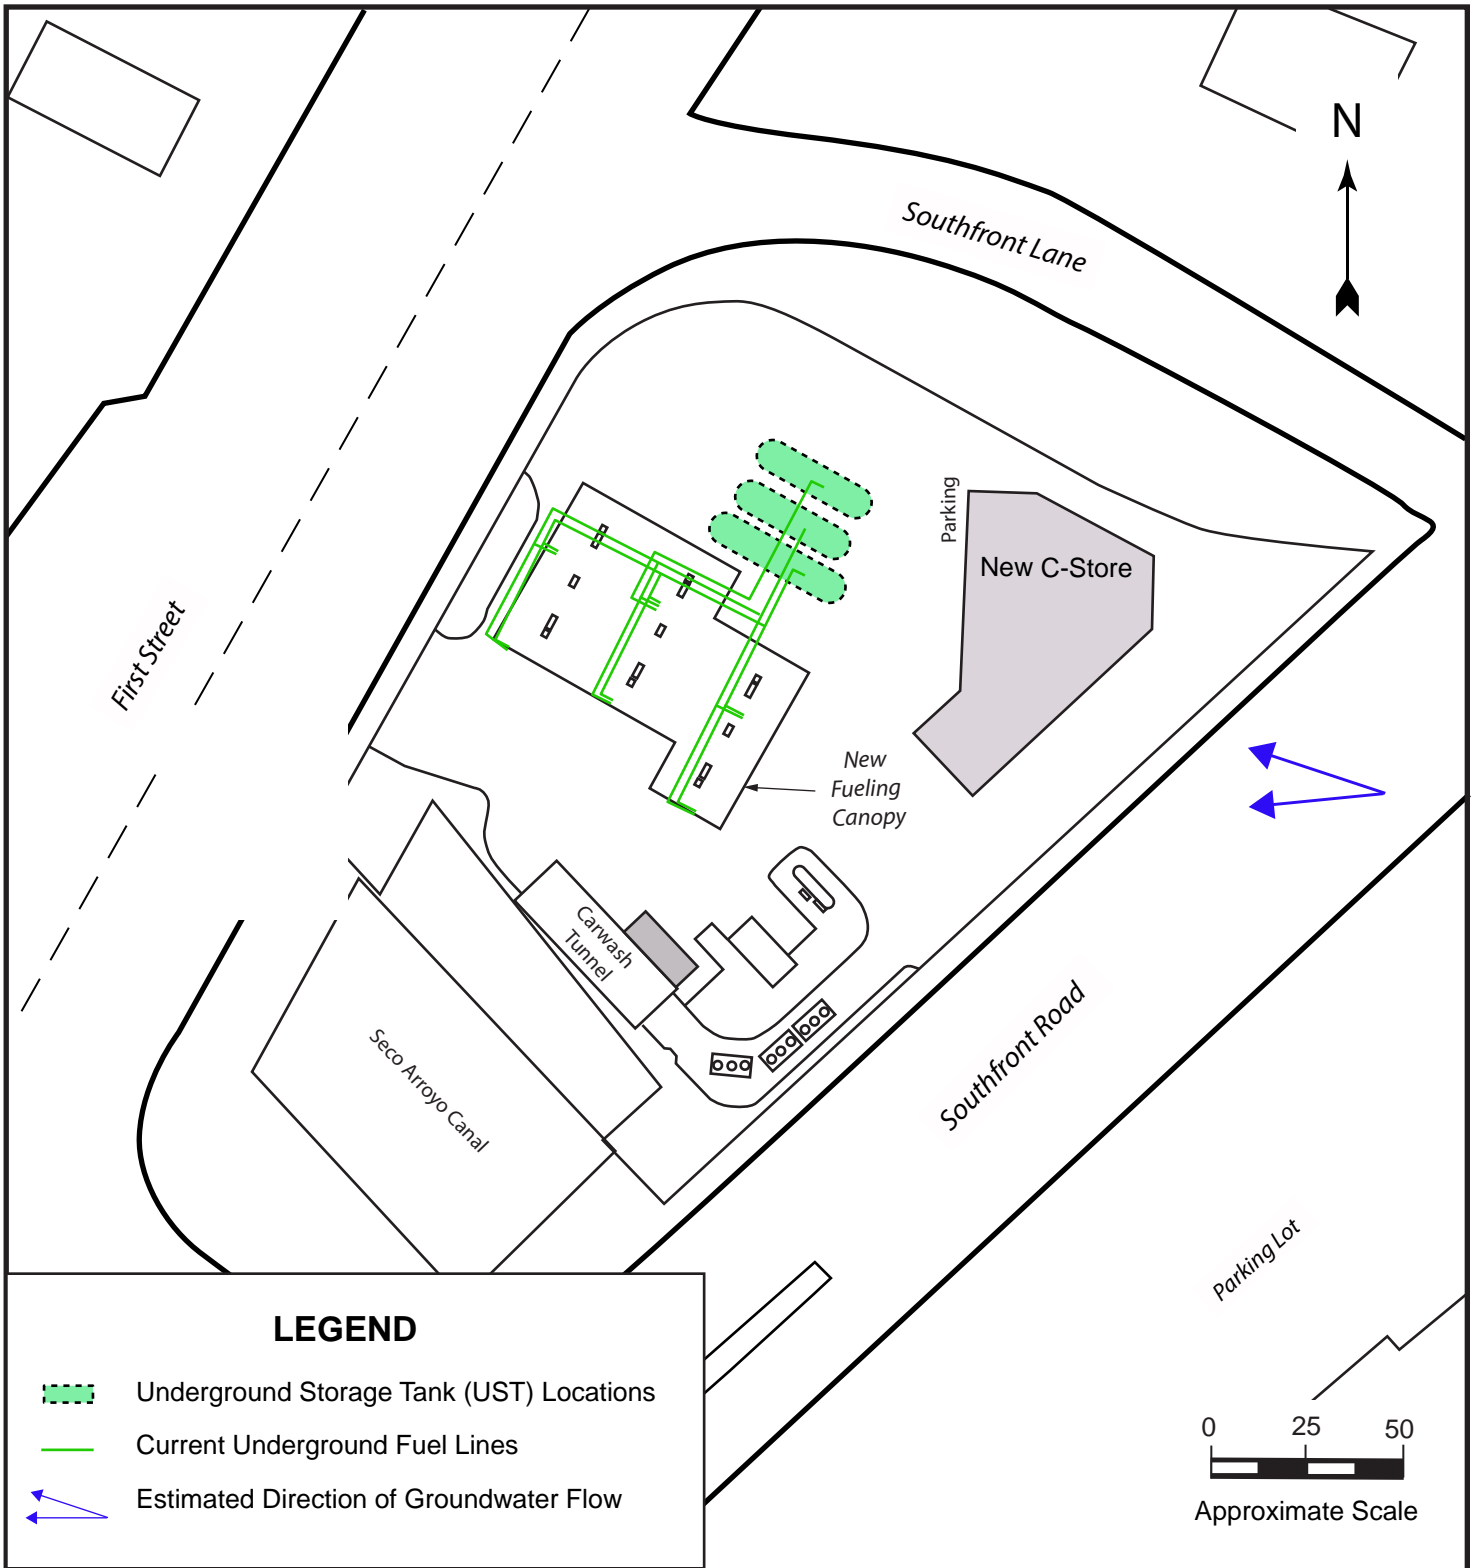 N
Southfront Lane
Parking
New C-Store
First Street
New
Fueling
Canopy
Carwash
Tunnel
Seco Arroyo Canal
Southfront Road
Parking Lot
LEGEND
Underground Storage Tank (UST) Locations
Current Underground Fuel Lines
Estimated Direction of Groundwater Flow
0 25 50
Approximate Scale